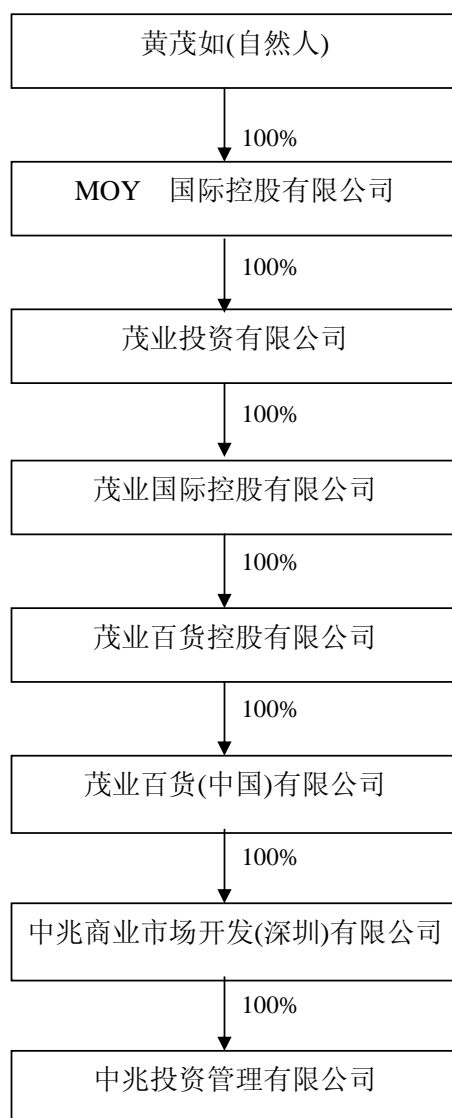 黄茂如(自然人)
100%
MOY 国际控股有限公司
100%
茂业投资有限公司
100%
茂业国际控股有限公司
100%
茂业百货控股有限公司
100%
茂业百货(中国)有限公司
100%
中兆商业市场开发(深圳)有限公司
100%
中兆投资管理有限公司